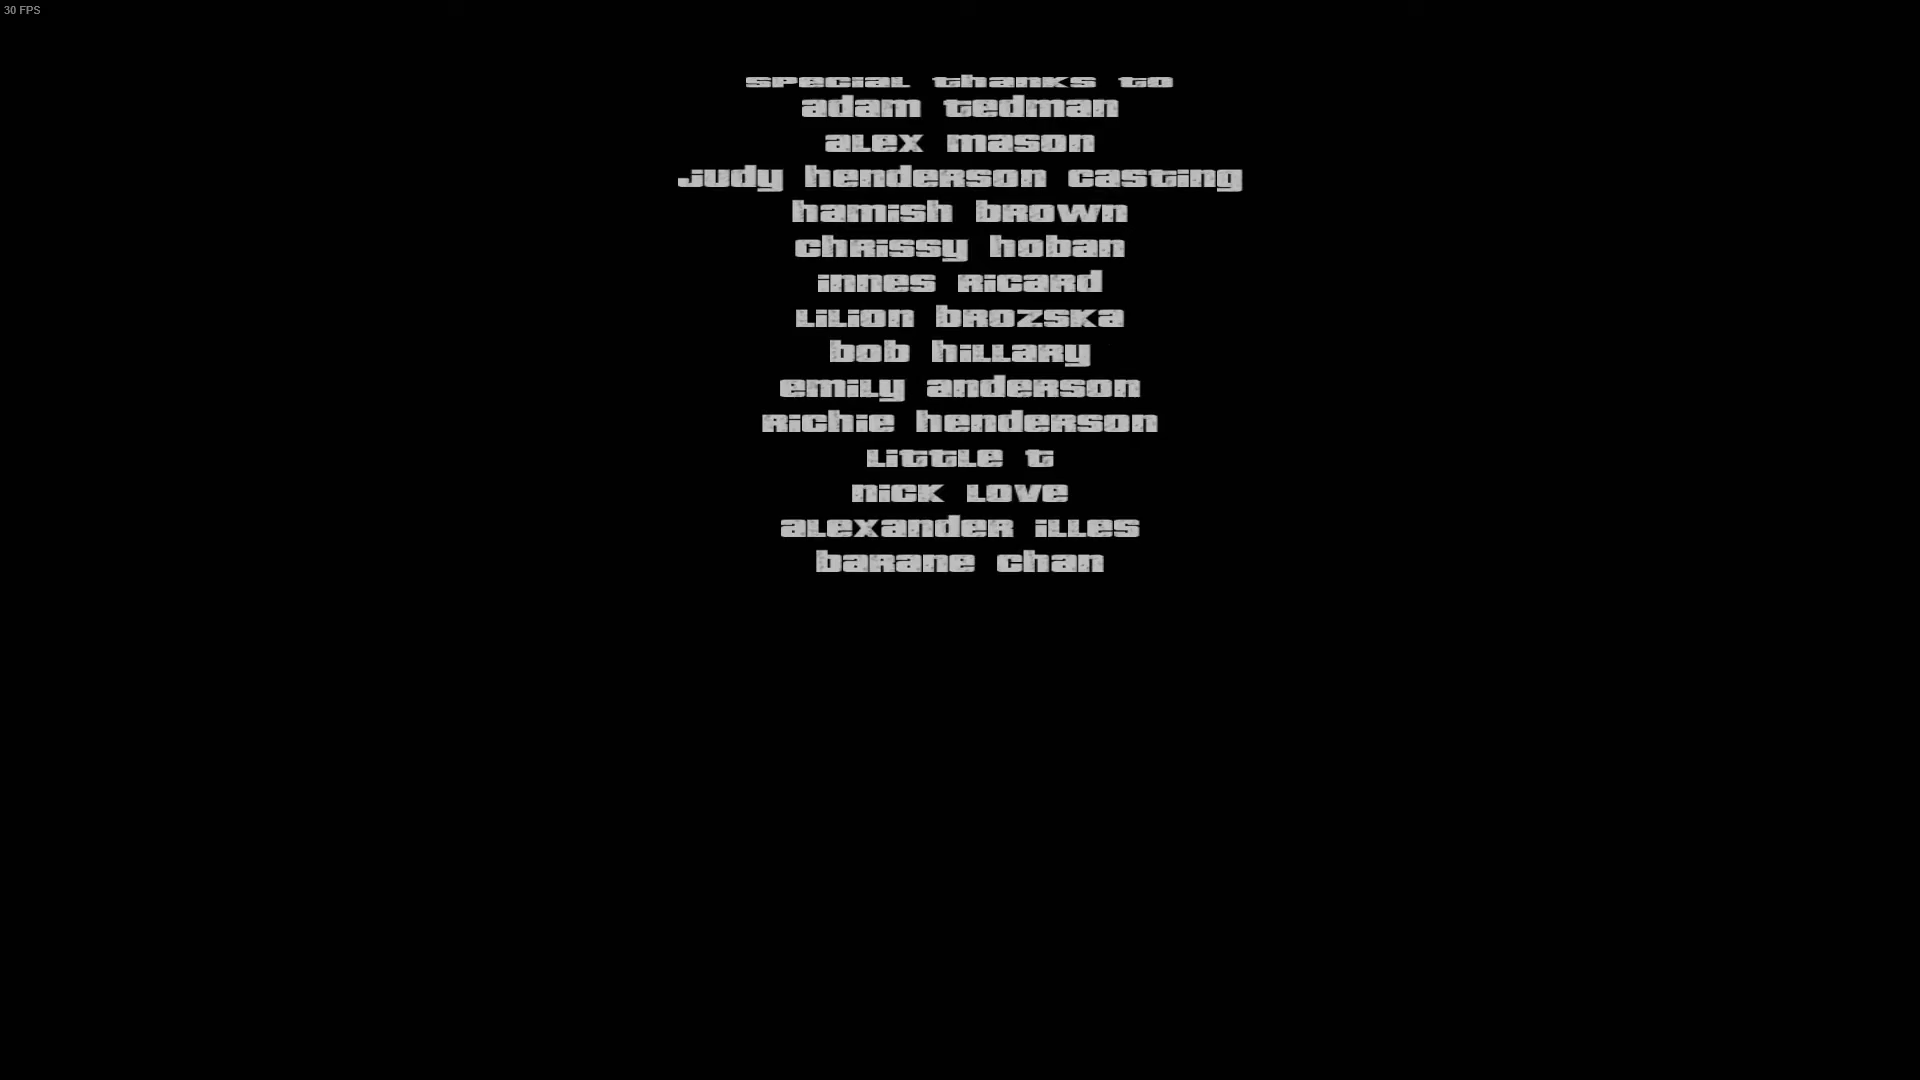 30 FPS
special thanks to
adam tedman
alex mason
judy henderson casting
hamish brown
chrissy hoban
innes ricard
lilion brozska
bob hillary
emily anderson
richie henderson
little t
nick love
alexander illes
barane chan